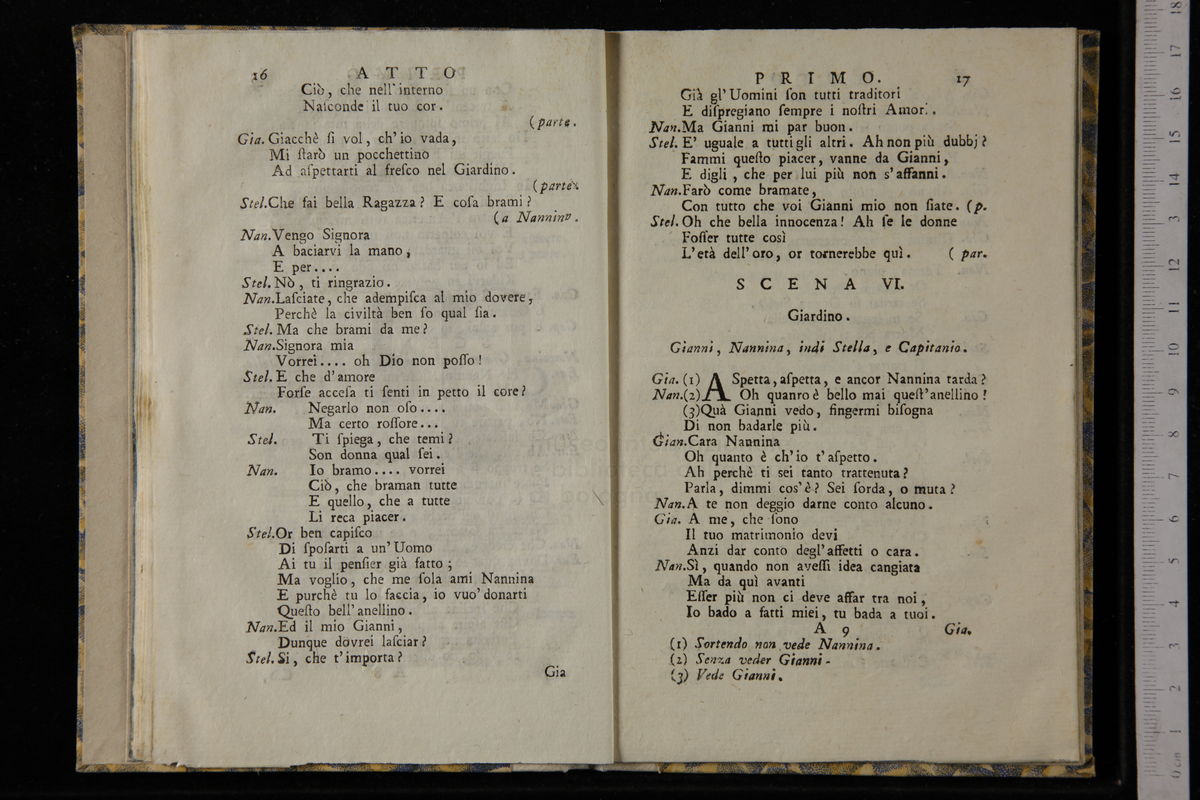 16 ATTO
Ciò, che nell'interno
Naſconde il tuo cor.
(parte.
Gia. Giacchè ſi vol, ch'io vada,
Mi ſtarò un pocchettino
Ad aſpettarti al freſco nel Giardino.
(parte.
Stel. Che fai bella Ragazza? E coſa brami?
(a Nannina.
Nan. Vengo Signora
A baciarvi la mano,
E per....
Stel. Nò, ti ringrazio.
Nan. Laſciate, che adempiſca al mio dovere,
Perchè la civiltà ben ſo qual ſia.
Stel. Ma che brami da me?
Nan. Signora mia
Vorrei.... oh Dio non poſſo!
Stel. E che d'amore
Forſe acceſa ti ſenti in petto il core?
Nan. Negarlo non oſo....
Ma certo roſſore...
Stel. Ti ſpiega, che temi?
Son donna qual ſei.
Nan. Io bramo.... vorrei
Ciò, che braman tutte
E quello, che a tutte
Li reca piacer.
Stel. Or ben capiſco
Di ſpoſarti a un'Uomo
Ai tu il penſier già fatto;
Ma voglio, che me ſola ami Nannina
E purchè tu lo faccia, io vuo' donarti
Queſto bell'anellino.
Nan. Ed il mio Gianni,
Dunque dovrei laſciar?
Stel. Si, che t'importa?
Gia
PRIMO. 17
Già gl'Uomini ſon tutti traditori
E diſpregiano ſempre i noſtri Amori.
Nan. Ma Gianni mi par buon.
Stel. E' uguale a tutti gli altri. Ah non più dubbj?
Fammi queſto piacer, vanne da Gianni,
E digli, che per lui più non s'affanni.
Nan. Farò come bramate,
Con tutto che voi Gianni mio non ſiate. (p.
Stel. Oh che bella innocenza! Ah ſe le donne
Foſſer tutte così
L'età dell'oro, or tornerebbe quì. (par.
SCENA VI.
Giardino.
Gianni, Nannina, indi Stella, e Capitanio.
Gia. (1) ASpetta, aſpetta, e ancor Nannina tarda?
Nan. (2) Oh quanro è bello mai queſt'anellino!
(3) Quà Gianni vedo, fingermi biſogna
Di non badarle più.
Gian. Cara Nannina
Oh quanto è ch'io t'aſpetto.
Ah perchè ti sei tanto trattenuta?
Parla, dimmi cos'è? Sei ſorda, o muta?
Nan. A te non deggio darne conto alcuno.
Gia. A me, che ſono
Il tuo matrimonio devi
Anzi dar conto degl'affetti o cara.
Nan. Sì, quando non aveſſi idea cangiata
Ma da quì avanti
Eſſer più non ci deve affar tra noi,
Io bado a fatti miei, tu bada a tuoi.
A 9 Gia.
(1) Sortendo non vede Nannina.
(2) Senza veder Gianni.
(3) Vede Gianni.